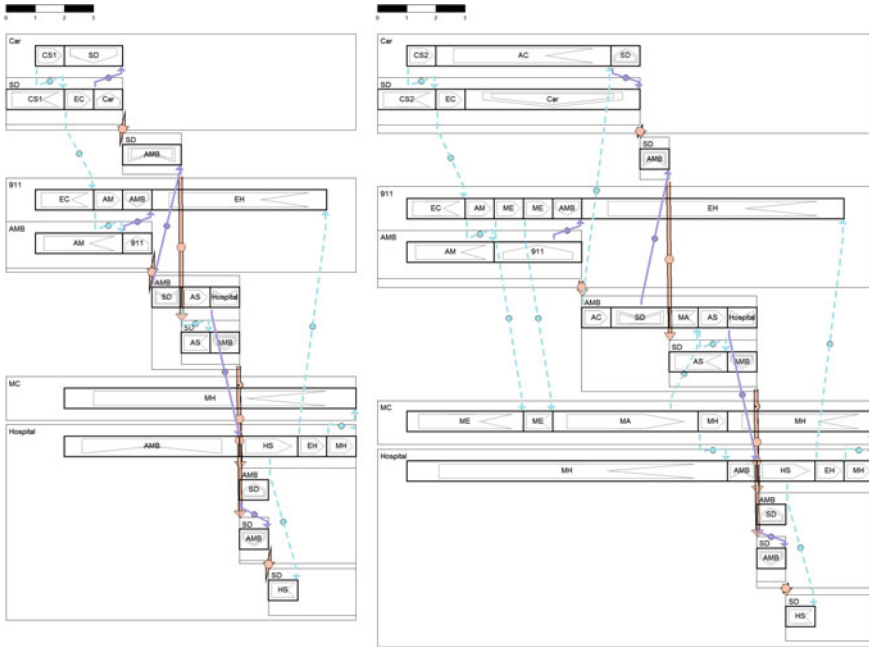 0 1 2 3
Car
CS1 SD
SD
CS1 EC Car
SD
AMB
911
EC AM AMB EH
AMB
AM 911
AMB
SD AS Hospital
SD
AS AMB
MC
MH
Hospital
AMB HS EH MH
AMB
SD
SD
AMB
SD
HS
0 1 2 3
Car
CS2 AC SD
SD
CS2 EC Car
SD
AMB
911
EC AM ME ME AMB EH
AMB
AM 911
AMB
AC SD MA AS Hospital
SD
AS AMB
MC
ME ME MA MH MH
Hospital
MH AMB HS EH MH
AMB
SD
SD
AMB
SD
HS